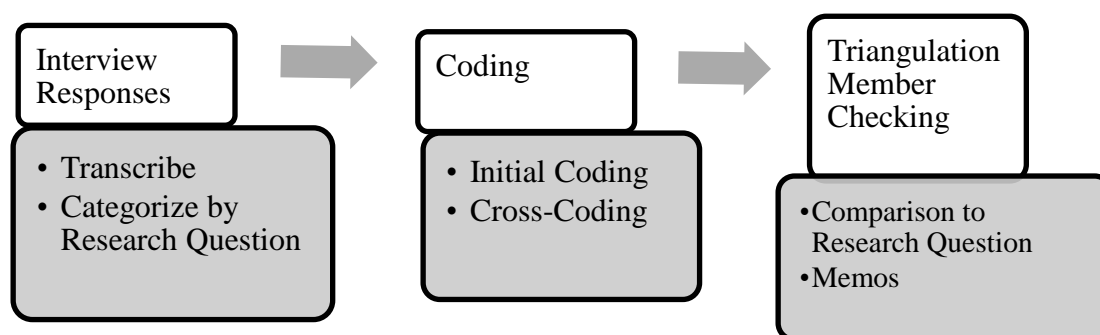 Interview
Responses
• Transcribe
• Categorize by
Research Question
Coding
• Initial Coding
• Cross-Coding
Triangulation
Member
Checking
•Comparison to
Research Question
•Memos